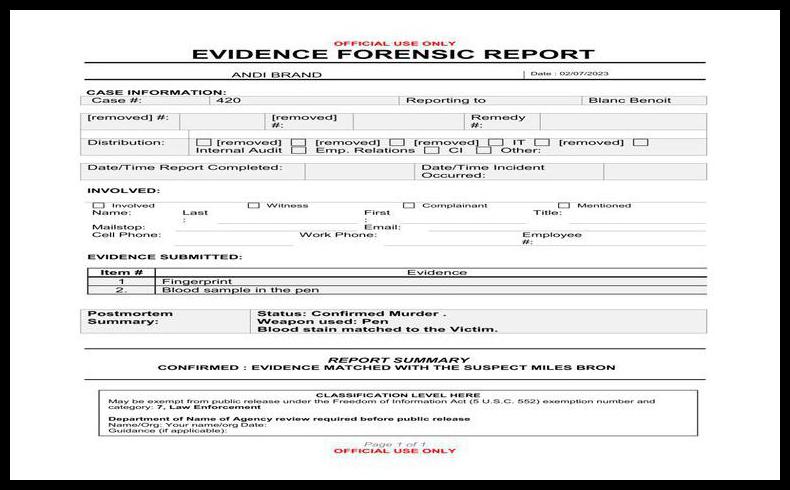 OFFICIAL USE ONLY
EVIDENCE FORENSIC REPORT
ANDI BRAND Date : 02/07/2023
CASE INFORMATION:
Case #: 420 Reporting to Blanc Benoit
[removed] #: [removed] #: Remedy #:
Distribution: [removed] [removed] [removed] IT [removed]
Internal Audit Emp. Relations CI Other:
Date/Time Report Completed: Date/Time Incident Occurred:
INVOLVED:
Involved Witness Complainant Mentioned
Name: Last : First : Title:
Mailstop: Email:
Cell Phone: Work Phone: Employee #:
EVIDENCE SUBMITTED:
Item # Evidence
1 Fingerprint
2. Blood sample in the pen
Postmortem Summary: Status: Confirmed Murder .
Weapon used: Pen
Blood stain matched to the Victim.
REPORT SUMMARY
CONFIRMED : EVIDENCE MATCHED WITH THE SUSPECT MILES BRON
CLASSIFICATION LEVEL HERE
May be exempt from public release under the Freedom of Information Act (5 U.S.C. 552) exemption number and
category: 7, Law Enforcement
Department of Name of Agency review required before public release
Name/Org: Your name/org Date:
Guidance (if applicable):
Page 1 of 1
OFFICIAL USE ONLY